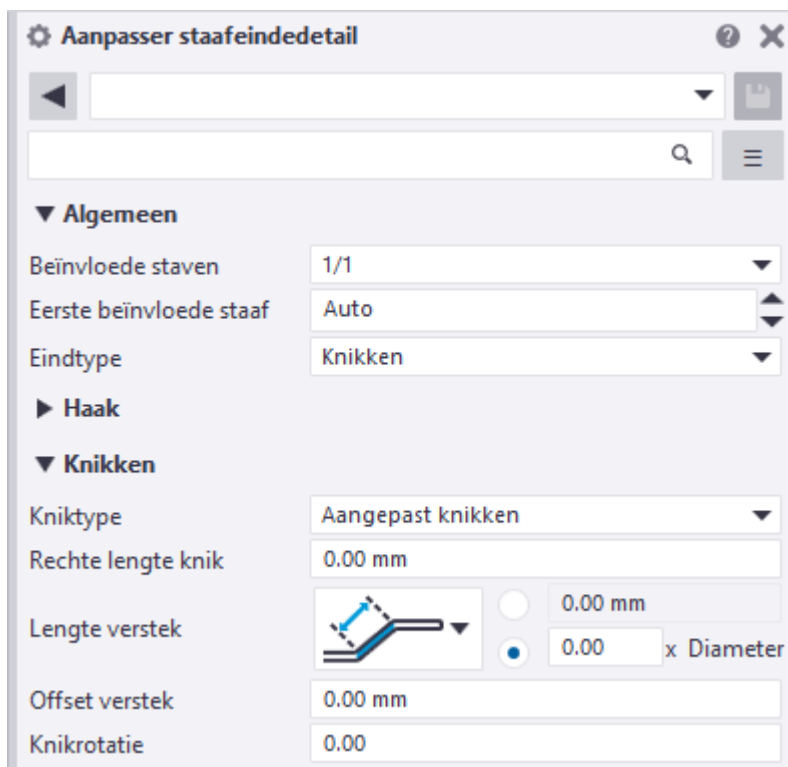 Aanpasser staafeindedetail
Algemeen
Beïnvloede staven 1/1
Eerste beïnvloede staaf Auto
Eindtype Knikken
Haak
Knikken
Kniktype Aangepast knikken
Rechte lengte knik 0.00 mm
0.00 mm
Lengte verstek 0.00 x Diameter
Offset verstek 0.00 mm
Knikrotatie 0.00